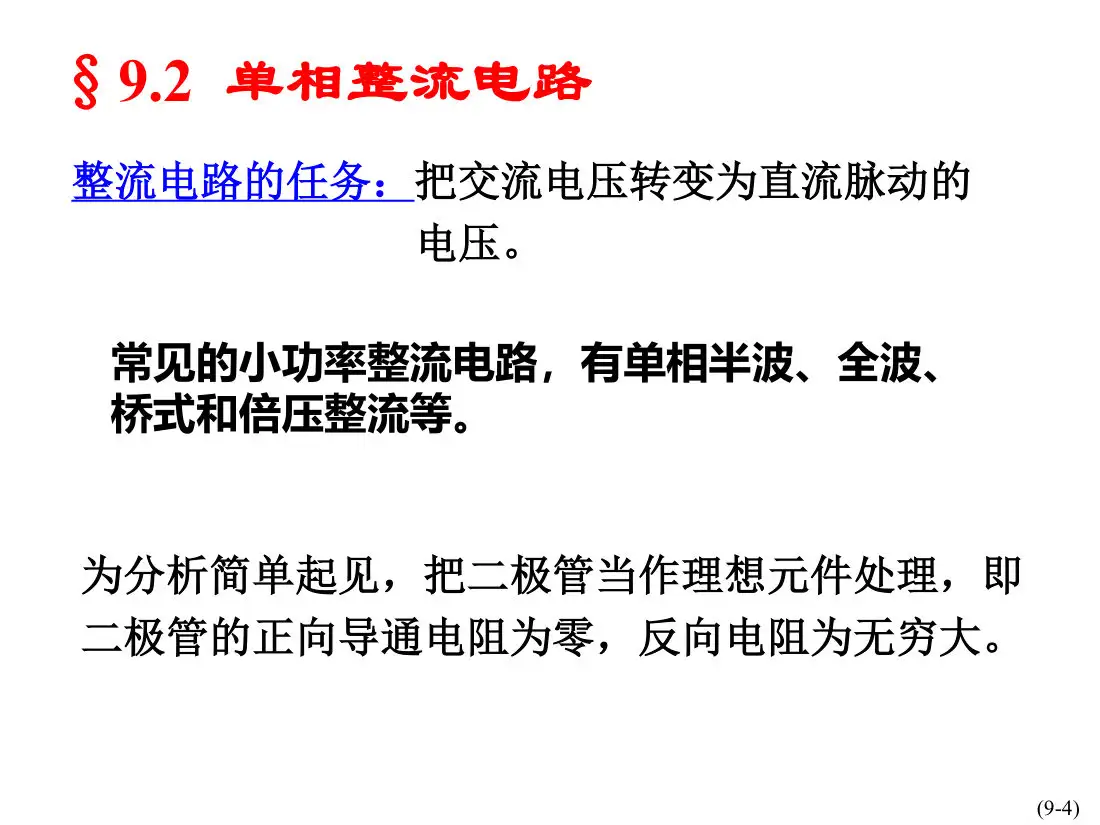 § 9.2 单相整流电路
整流电路的任务：把交流电压转变为直流脉动的
电压。
常见的小功率整流电路，有单相半波、全波、
桥式和倍压整流等。
为分析简单起见，把二极管当作理想元件处理，即
二极管的正向导通电阻为零，反向电阻为无穷大。
(9-4)